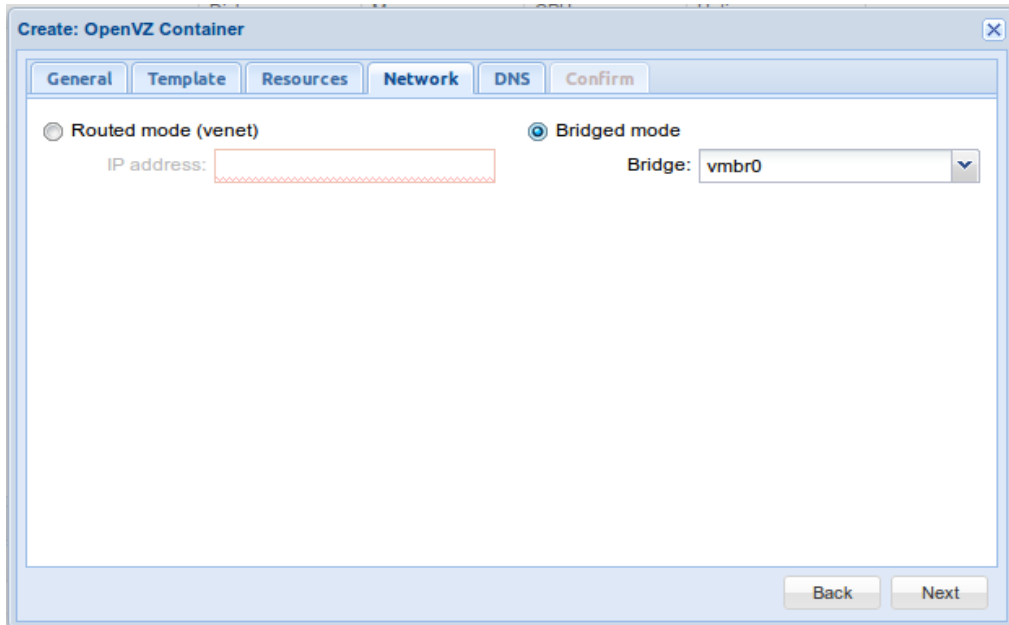 Create: OpenVZ Container
General Template Resources Network DNS Confirm
Routed mode (venet) Bridged mode
IP address: Bridge: vmbr0
Back Next